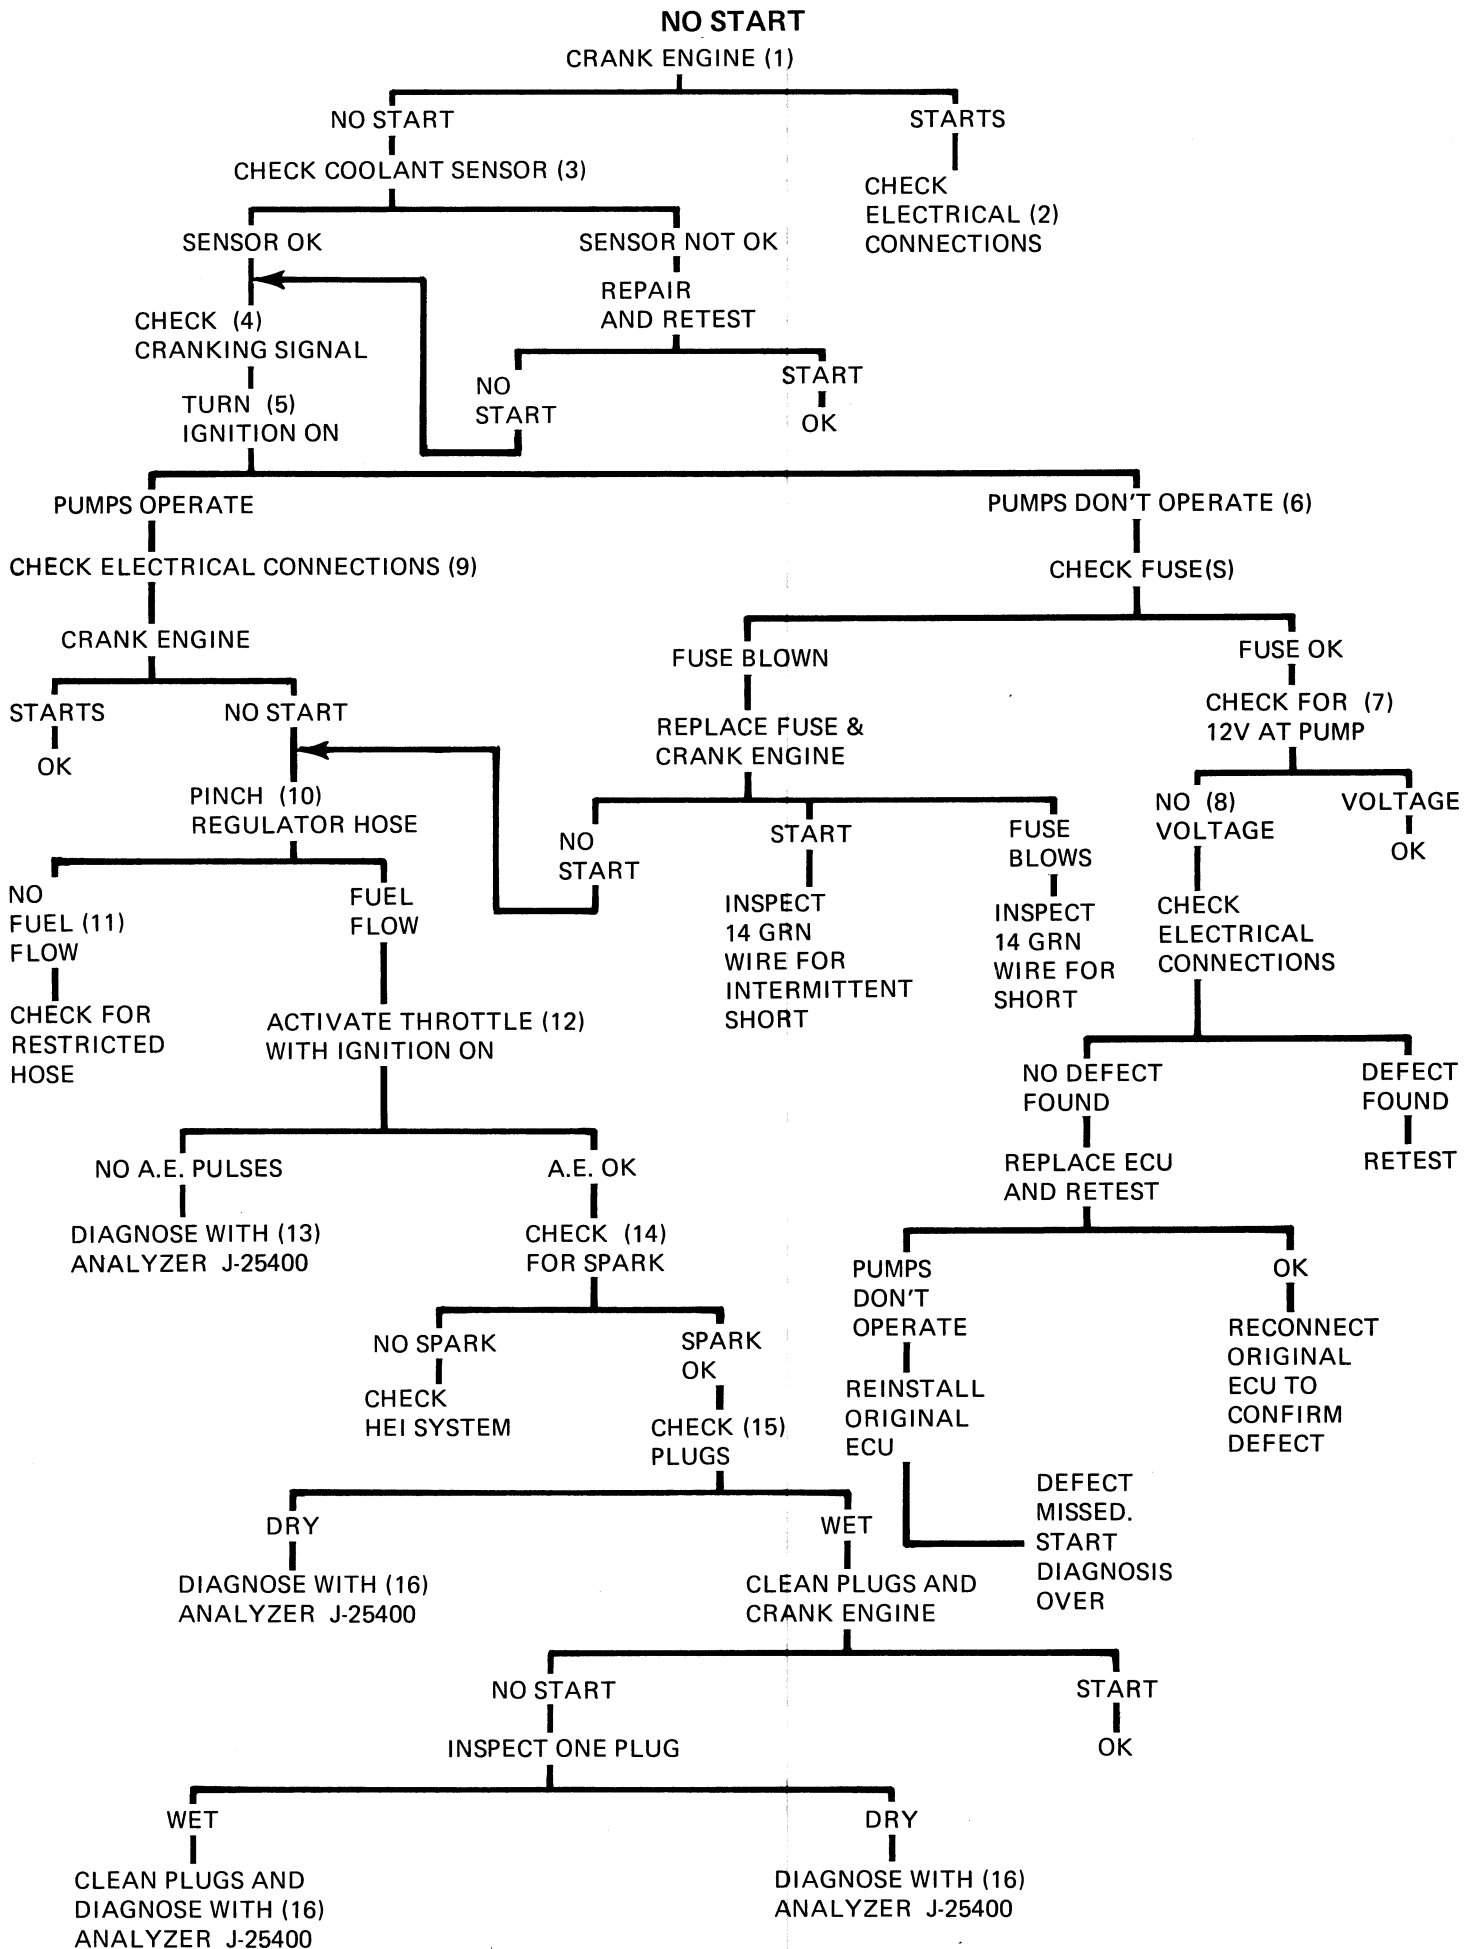 NO START
CRANK ENGINE (1)
NO START
STARTS
CHECK COOLANT SENSOR (3)
CHECK
ELECTRICAL (2)
CONNECTIONS
SENSOR OK
SENSOR NOT OK
REPAIR
AND RETEST
CHECK (4)
CRANKING SIGNAL
NO
START
START
OK
TURN (5)
IGNITION ON
PUMPS OPERATE
PUMPS DON'T OPERATE (6)
CHECK ELECTRICAL CONNECTIONS (9)
CHECK FUSE(S)
CRANK ENGINE
FUSE BLOWN
FUSE OK
STARTS
OK
NO START
REPLACE FUSE &
CRANK ENGINE
CHECK FOR (7)
12V AT PUMP
PINCH (10)
REGULATOR HOSE
NO
START
START
FUSE
BLOWS
NO (8)
VOLTAGE
VOLTAGE
OK
NO
FUEL (11)
FLOW
FUEL
FLOW
INSPECT
14 GRN
WIRE FOR
INTERMITTENT
SHORT
INSPECT
14 GRN
WIRE FOR
SHORT
CHECK
ELECTRICAL
CONNECTIONS
CHECK FOR
RESTRICTED
HOSE
ACTIVATE THROTTLE (12)
WITH IGNITION ON
NO DEFECT
FOUND
DEFECT
FOUND
NO A.E. PULSES
A.E. OK
REPLACE ECU
AND RETEST
RETEST
DIAGNOSE WITH (13)
ANALYZER J-25400
CHECK (14)
FOR SPARK
PUMPS
DON'T
OPERATE
OK
NO SPARK
SPARK
OK
RECONNECT
ORIGINAL
ECU TO
CONFIRM
DEFECT
CHECK
HEI SYSTEM
CHECK (15)
PLUGS
REINSTALL
ORIGINAL
ECU
DRY
WET
DEFECT
MISSED.
START
DIAGNOSIS
OVER
DIAGNOSE WITH (16)
ANALYZER J-25400
CLEAN PLUGS AND
CRANK ENGINE
NO START
START
INSPECT ONE PLUG
OK
WET
DRY
CLEAN PLUGS AND
DIAGNOSE WITH (16)
ANALYZER J-25400
DIAGNOSE WITH (16)
ANALYZER J-25400